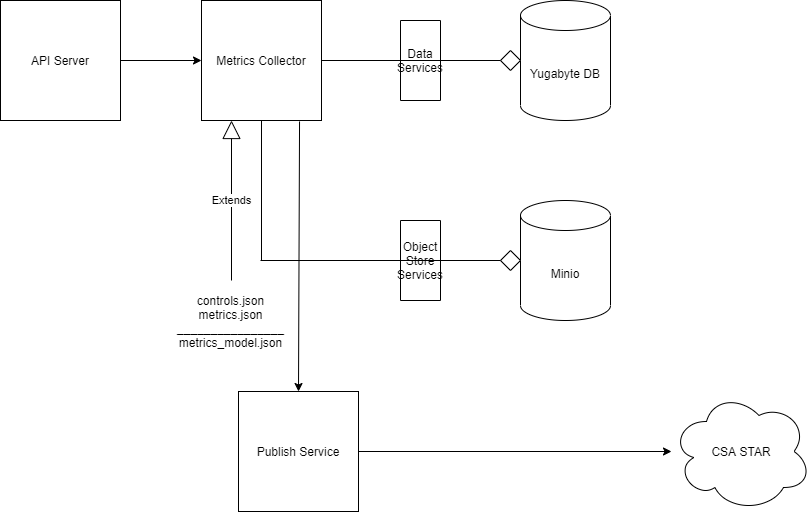 API Server
Metrics Collector
Data
Services
Yugabyte DB
Extends
Object
Store
Services
Minio
controls.json
metrics.json
________________
metrics_model.json
Publish Service
CSA STAR